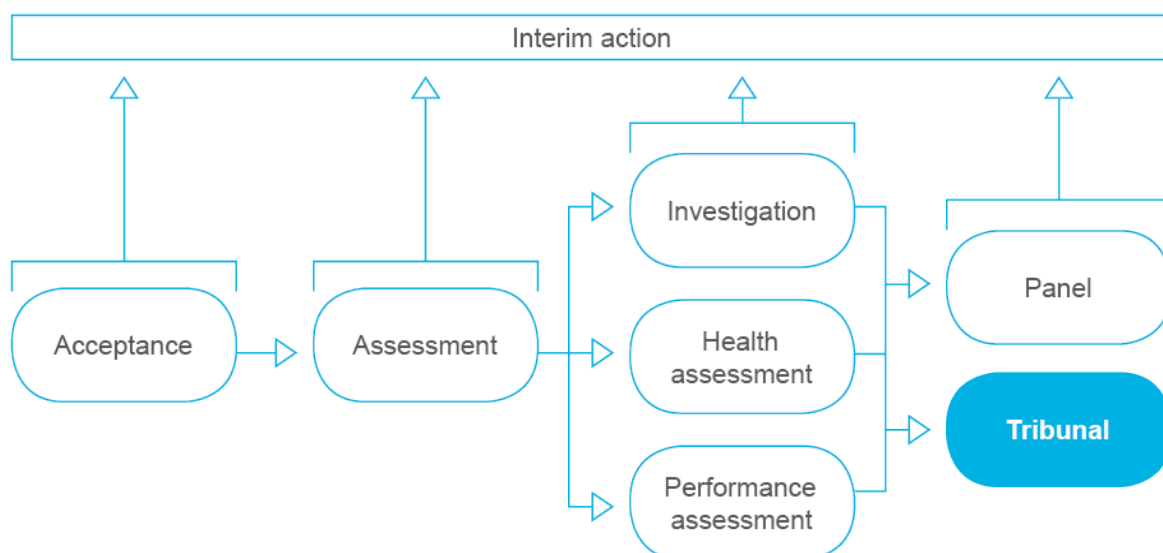 Interim action
Acceptance
Assessment
Investigation
Health
assessment
Performance
assessment
Panel
Tribunal